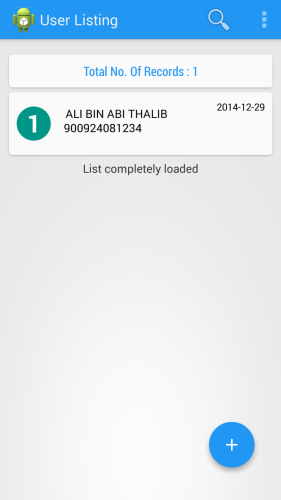 User Listing
Total No. Of Records : 1
1
ALI BIN ABI THALIB
2014-12-29
900924081234
List completely loaded
+